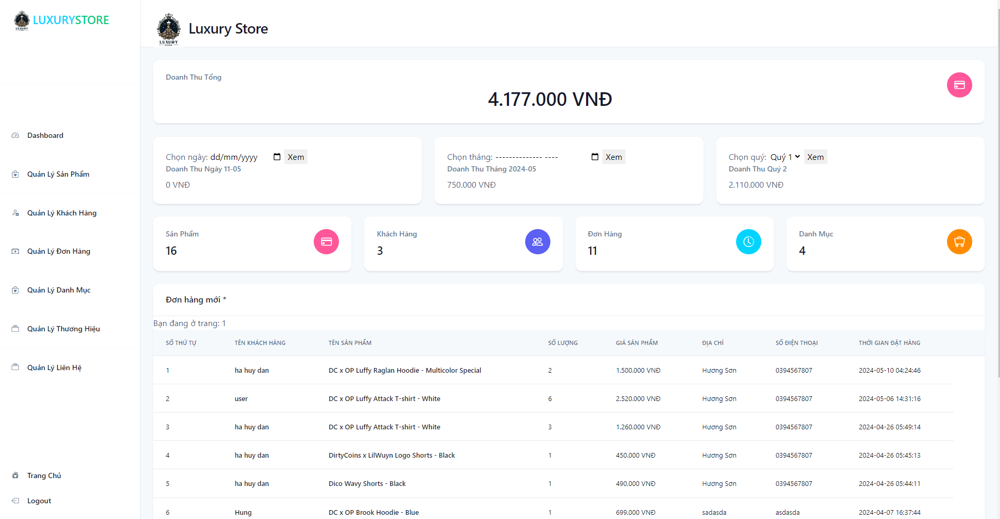 LUXURYSTORE
Dashboard
Quản Lý Sản Phẩm
Quản Lý Khách Hàng
Quản Lý Đơn Hàng
Quản Lý Danh Mục
Quản Lý Thương Hiệu
Quản Lý Liên Hệ
Trang Chủ
Logout
LUXURY
STORE
Luxury Store
Doanh Thu Tổng
4.177.000 VNĐ
Chọn ngày: dd/mm/yyyy Xem
Doanh Thu Ngày 11-05
0 VNĐ
Chọn tháng: -------------- ---- Xem
Doanh Thu Tháng 2024-05
750.000 VNĐ
Chọn quý: Quý 1 Xem
Doanh Thu Quý 2
2.110.000 VNĐ
Sản Phẩm
16
Khách Hàng
3
Đơn Hàng
11
Danh Mục
4
Đơn hàng mới *
Bạn đang ở trang: 1
SỐ THỨ TỰ TÊN KHÁCH HÀNG TÊN SẢN PHẨM SỐ LƯỢNG GIÁ SẢN PHẨM ĐỊA CHỈ SỐ ĐIỆN THOẠI THỜI GIAN ĐẶT HÀNG
1 ha huy dan DC x OP Luffy Raglan Hoodie - Multicolor Special 2 1.500.000 VNĐ Hương Sơn 0394567807 2024-05-10 04:24:46
2 user DC x OP Luffy Attack T-shirt - White 6 2.520.000 VNĐ Hương Sơn 0394567807 2024-05-06 14:31:16
3 ha huy dan DC x OP Luffy Attack T-shirt - White 3 1.260.000 VNĐ Hương Sơn 0394567807 2024-04-26 05:49:14
4 ha huy dan DirtyCoins x LilWuyn Logo Shorts - Black 1 450.000 VNĐ Hương Sơn 0394567807 2024-04-26 05:45:13
5 ha huy dan Dico Wavy Shorts - Black 1 490.000 VNĐ Hương Sơn 0394567807 2024-04-26 05:44:11
6 Hung DC x OP Brook Hoodie - Blue 1 699.000 VNĐ sadasda asdasda 2024-04-07 16:37:44